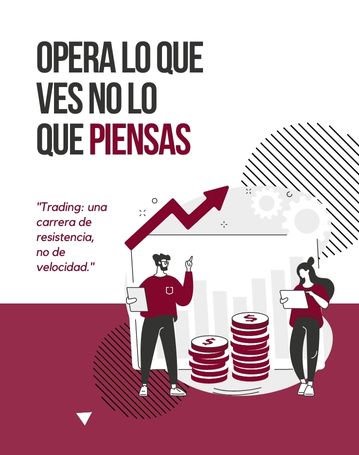 OPERA LO QUE
VES NO LO
QUE PIENSAS
"Trading: una
carrera de
resistencia,
no de
velocidad."
$
$